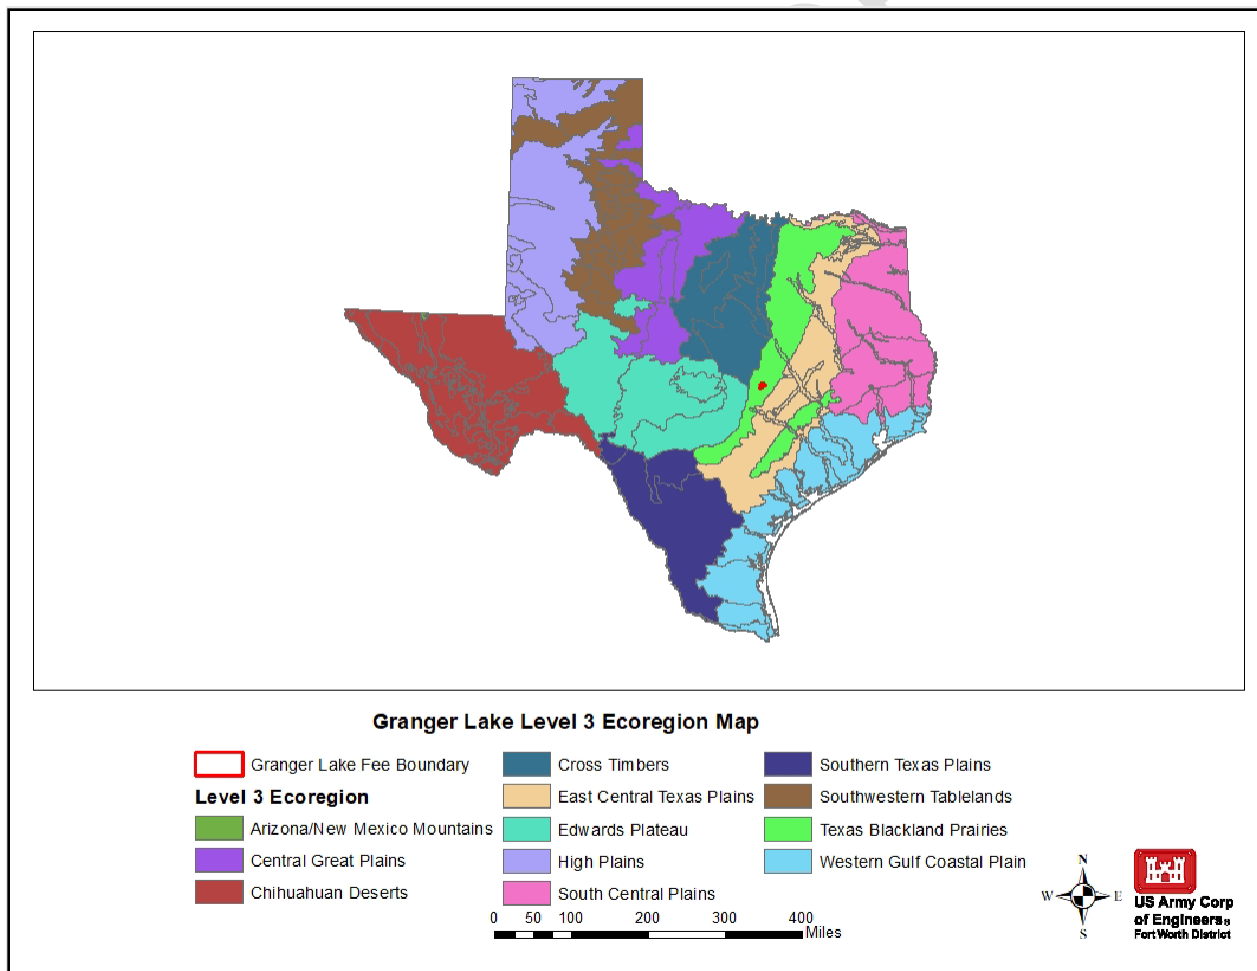 Granger Lake Level 3 Ecoregion Map
Granger Lake Fee Boundary
Level 3 Ecoregion
Arizona/New Mexico Mountains
Central Great Plains
Chihuahuan Deserts
Cross Timbers
East Central Texas Plains
Edwards Plateau
High Plains
South Central Plains
Southern Texas Plains
Southwestern Tablelands
Texas Blackland Prairies
Western Gulf Coastal Plain
0 50 100 200 300 400
Miles
N
W E
S
US Army Corp
of Engineers®
Fort Worth District